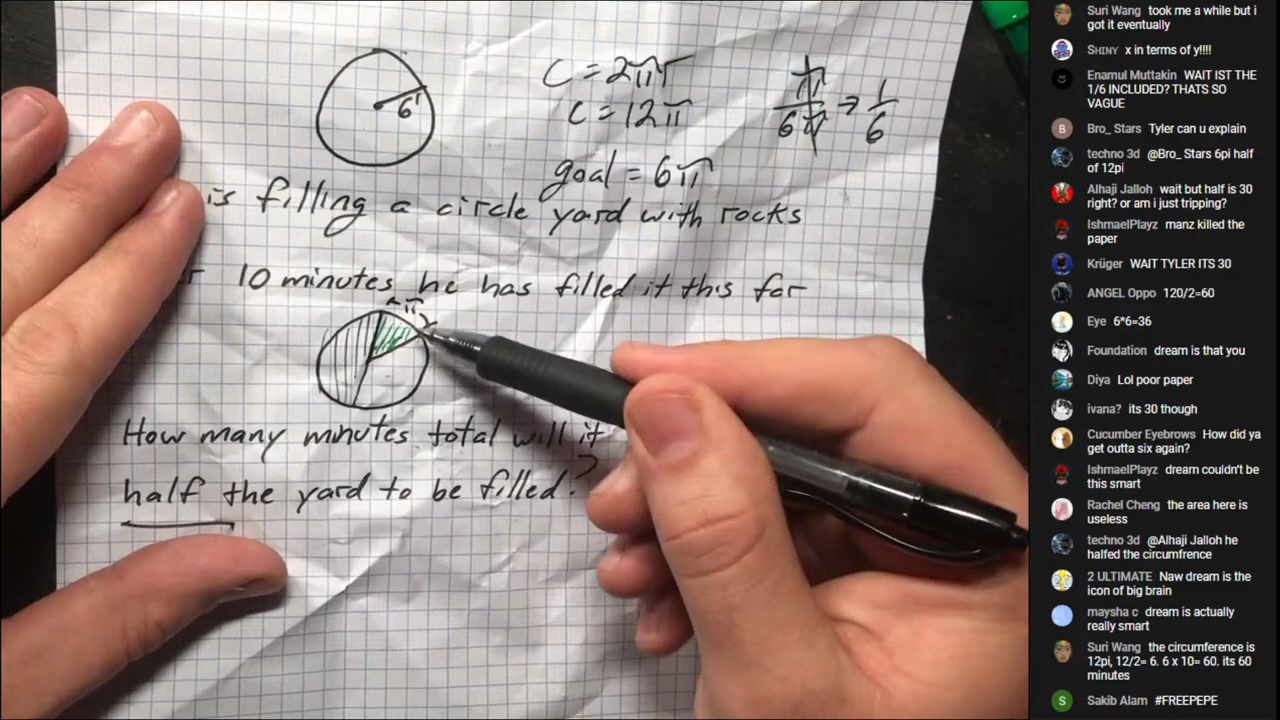 6'
C = 2πr
C = 12π
goal = 6π
π/6π → 1/6
is filling a circle yard with rocks
10 minutes he has filled it this far
π
How many minutes total will it
half the yard to be filled?
Suri Wang took me a while but i
got it eventually
SHINY x in terms of y!!!!
Enamul Muttakin WAIT IST THE
1/6 INCLUDED? THATS SO
VAGUE
B
Bro_ Stars Tyler can u explain
techno 3d @Bro_ Stars 6pi half
of 12pi
Alhaji Jalloh wait but half is 30
right? or am i just tripping?
IshmaelPlayz manz killed the
paper
Krüger WAIT TYLER ITS 30
ANGEL Oppo 120/2=60
Eye 6*6=36
Foundation dream is that you
Diya Lol poor paper
ivana? its 30 though
Cucumber Eyebrows How did ya
get outta six again?
IshmaelPlayz dream couldn't be
this smart
Rachel Cheng the area here is
useless
techno 3d @Alhaji Jalloh he
halfed the circumfrence
2 ULTIMATE Naw dream is the
icon of big brain
maysha c dream is actually
really smart
Suri Wang the circumference is
12pi, 12/2= 6. 6 x 10= 60. its 60
minutes
S
Sakib Alam #FREEPEPE